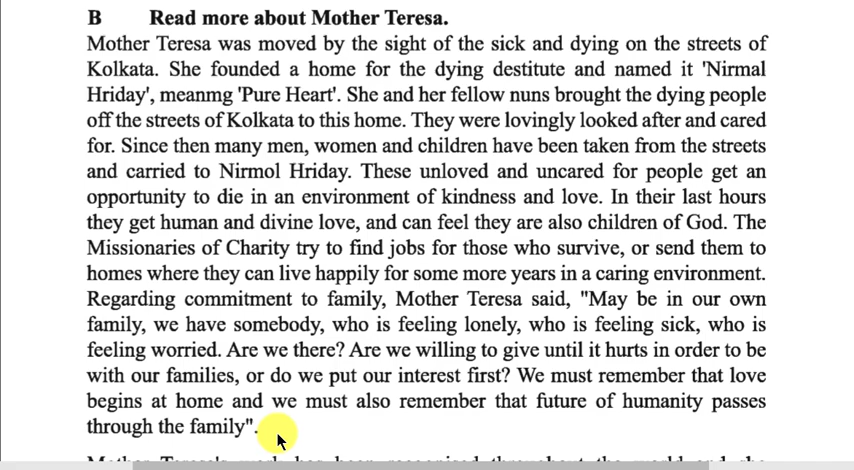 B Read more about Mother Teresa.
Mother Teresa was moved by the sight of the sick and dying on the streets of
Kolkata. She founded a home for the dying destitute and named it 'Nirmal
Hriday', meanmg 'Pure Heart'. She and her fellow nuns brought the dying people
off the streets of Kolkata to this home. They were lovingly looked after and cared
for. Since then many men, women and children have been taken from the streets
and carried to Nirmol Hriday. These unloved and uncared for people get an
opportunity to die in an environment of kindness and love. In their last hours
they get human and divine love, and can feel they are also children of God. The
Missionaries of Charity try to find jobs for those who survive, or send them to
homes where they can live happily for some more years in a caring environment.
Regarding commitment to family, Mother Teresa said, "May be in our own
family, we have somebody, who is feeling lonely, who is feeling sick, who is
feeling worried. Are we there? Are we willing to give until it hurts in order to be
with our families, or do we put our interest first? We must remember that love
begins at home and we must also remember that future of humanity passes
through the family".